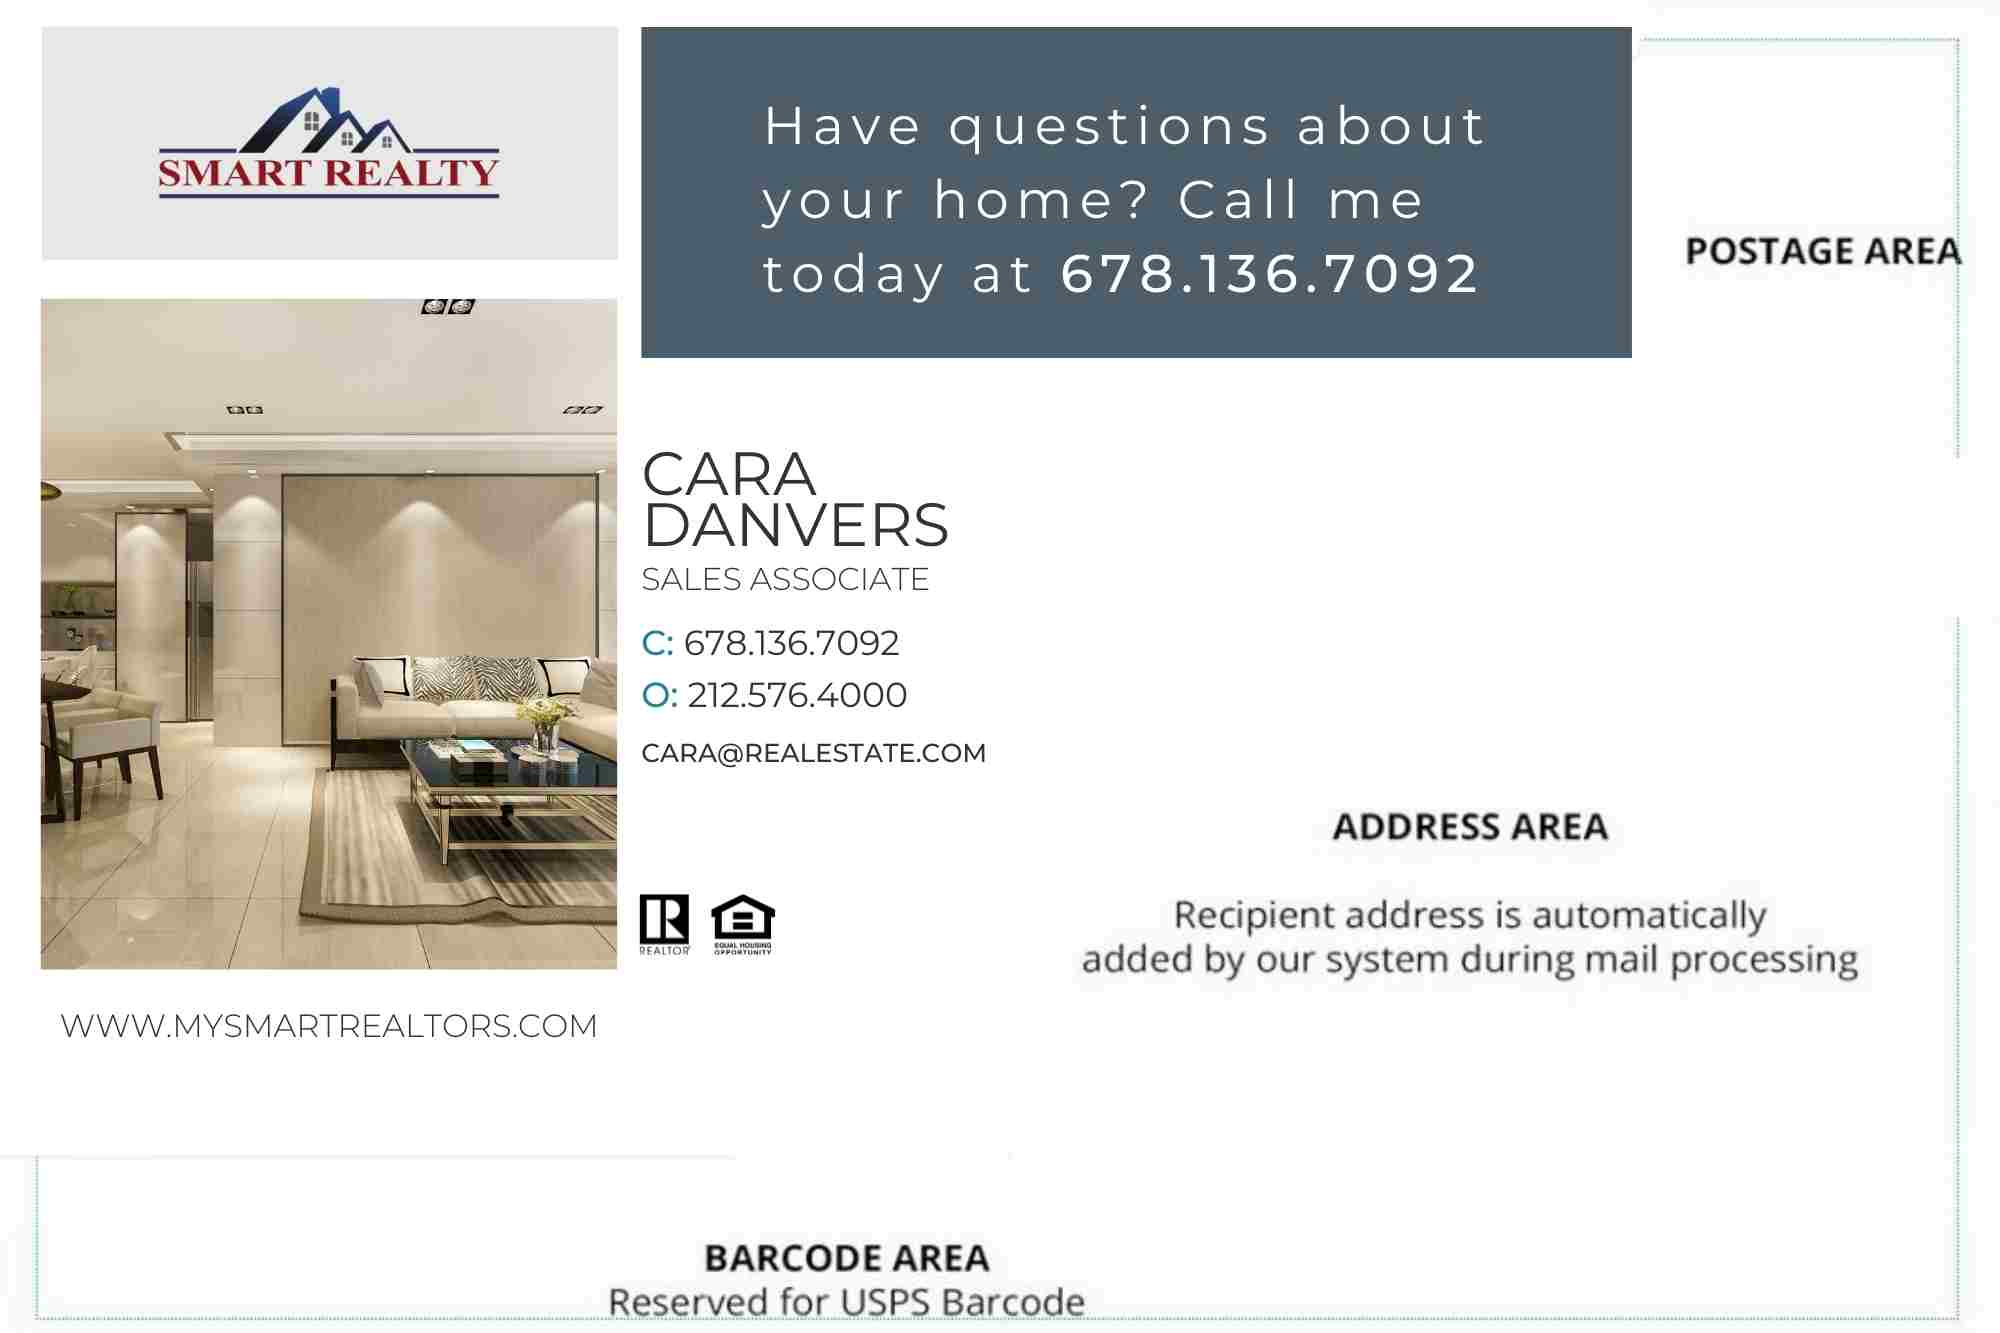 SMART REALTY
Have questions about
your home? Call me
today at 678.136.7092
POSTAGE AREA
CARA
DANVERS
SALES ASSOCIATE
C: 678.136.7092
O: 212.576.4000
CARA@REALESTATE.COM
REALTOR®
EQUAL HOUSING
OPPORTUNITY
WWW.MYSMARTREALTORS.COM
ADDRESS AREA
Recipient address is automatically
added by our system during mail processing
BARCODE AREA
Reserved for USPS Barcode